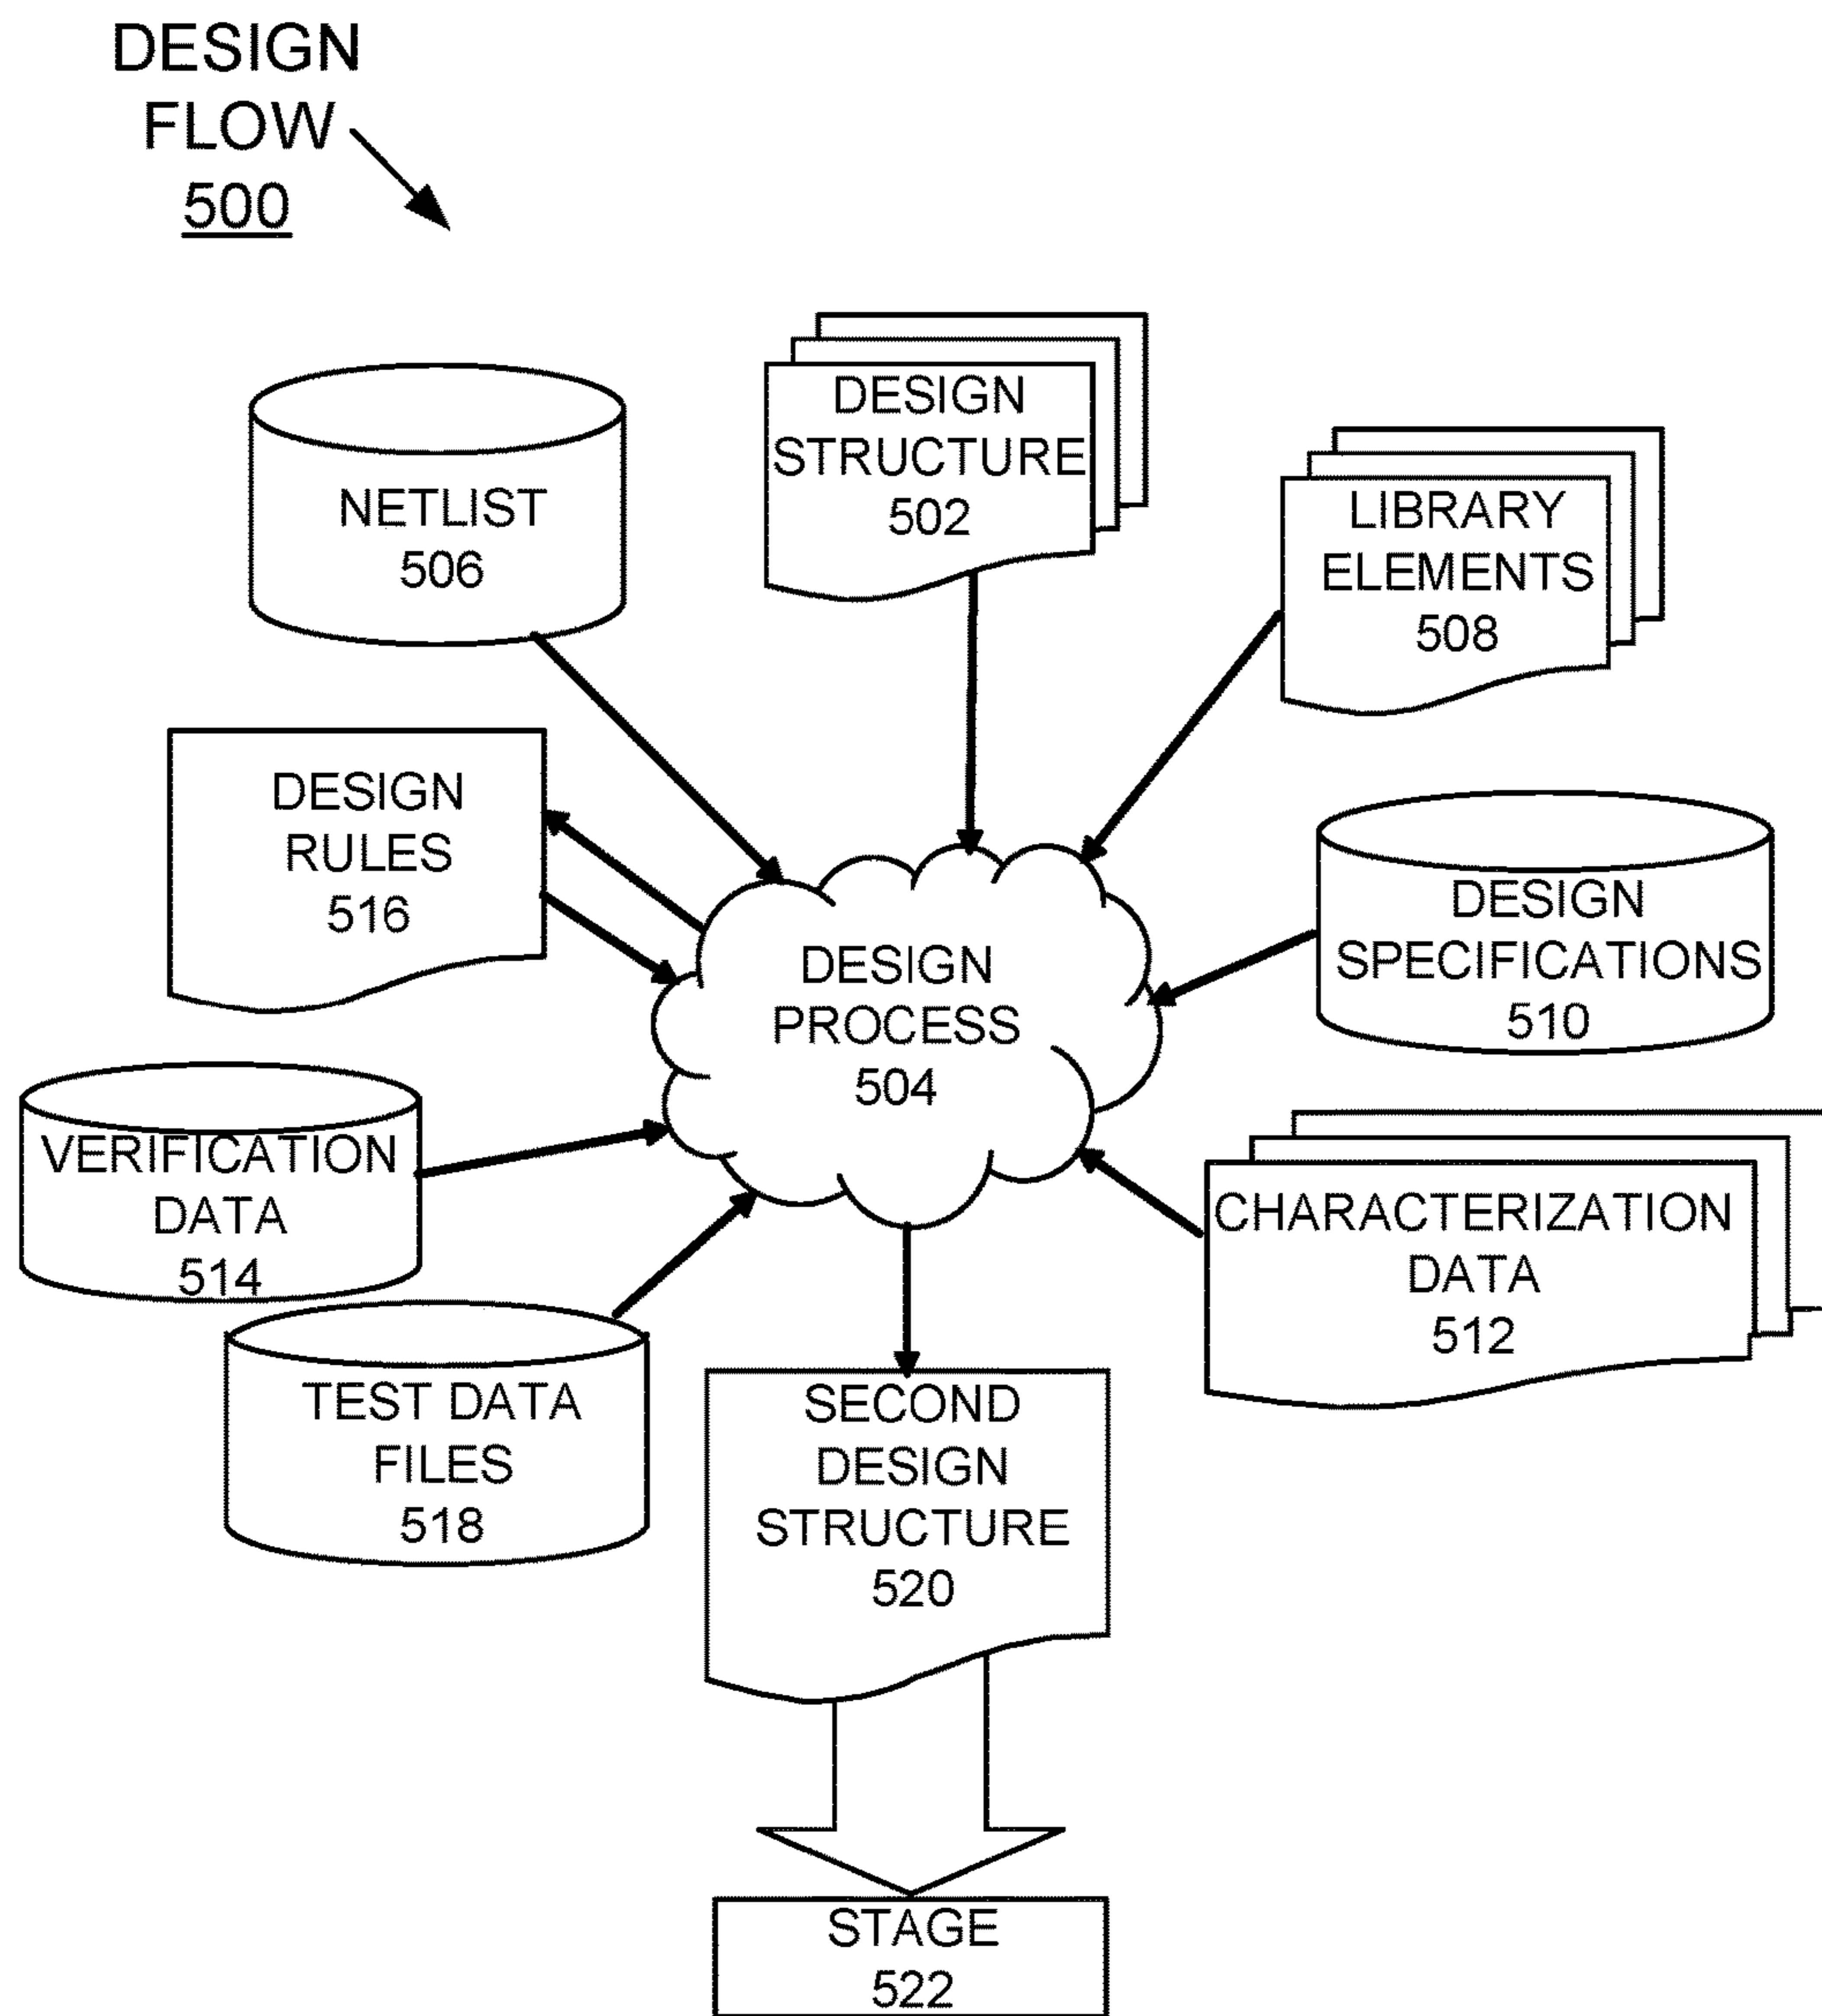 DESIGN
FLOW
500
DESIGN
STRUCTURE
502
NETLIST
506
LIBRARY
ELEMENTS
508
DESIGN
RULES
516
DESIGN
SPECIFICATIONS
510
DESIGN
PROCESS
504
VERIFICATION
DATA
514
CHARACTERIZATION
DATA
512
TEST DATA
FILES
518
SECOND
DESIGN
STRUCTURE
520
STAGE
522